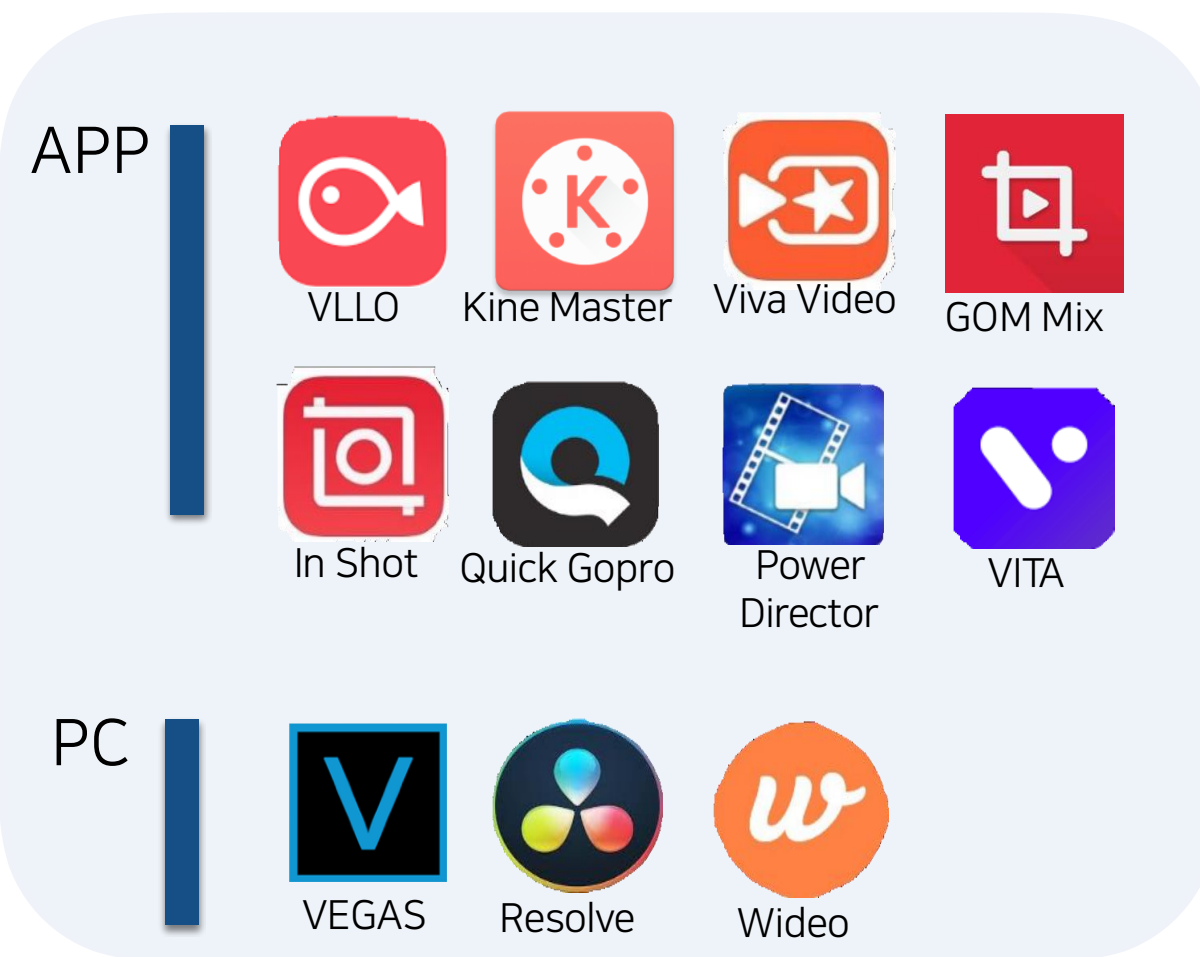 APP
VLLO
Kine Master
Viva Video
GOM Mix
In Shot
Quick Gopro
Power
Director
VITA
PC
VEGAS
Resolve
Wideo
K
V
w